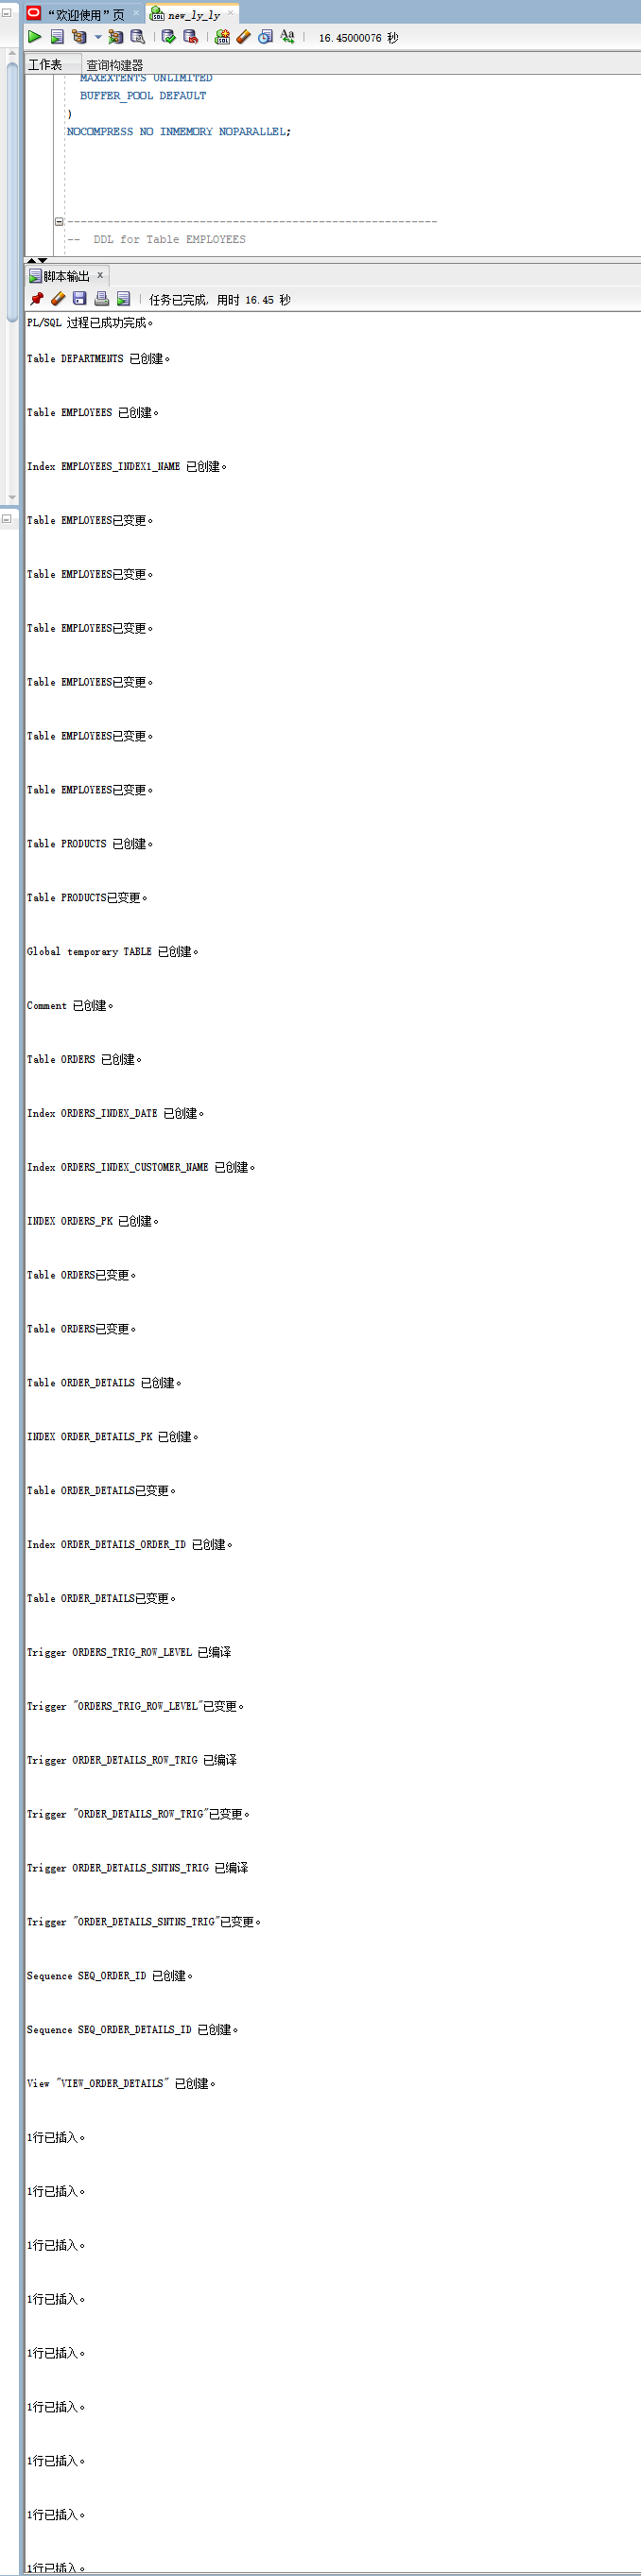 “欢迎使用”页 × new_ly_ly ×
16.45000076 秒
工作表 查询构建器
MAXEXTENTS UNLIMITED
BUFFER_POOL DEFAULT
)
NOCOMPRESS NO INMEMORY NOPARALLEL;
--------------------------------------------------------
-- DDL for Table EMPLOYEES
脚本输出 ×
任务已完成, 用时 16.45 秒
PL/SQL 过程已成功完成。
Table DEPARTMENTS 已创建。
Table EMPLOYEES 已创建。
Index EMPLOYEES_INDEX1_NAME 已创建。
Table EMPLOYEES已变更。
Table EMPLOYEES已变更。
Table EMPLOYEES已变更。
Table EMPLOYEES已变更。
Table EMPLOYEES已变更。
Table EMPLOYEES已变更。
Table PRODUCTS 已创建。
Table PRODUCTS已变更。
Global temporary TABLE 已创建。
Comment 已创建。
Table ORDERS 已创建。
Index ORDERS_INDEX_DATE 已创建。
Index ORDERS_INDEX_CUSTOMER_NAME 已创建。
INDEX ORDERS_PK 已创建。
Table ORDERS已变更。
Table ORDERS已变更。
Table ORDER_DETAILS 已创建。
INDEX ORDER_DETAILS_PK 已创建。
Table ORDER_DETAILS已变更。
Index ORDER_DETAILS_ORDER_ID 已创建。
Table ORDER_DETAILS已变更。
Trigger ORDERS_TRIG_ROW_LEVEL 已编译
Trigger "ORDERS_TRIG_ROW_LEVEL"已变更。
Trigger ORDER_DETAILS_ROW_TRIG 已编译
Trigger "ORDER_DETAILS_ROW_TRIG"已变更。
Trigger ORDER_DETAILS_SNTNS_TRIG 已编译
Trigger "ORDER_DETAILS_SNTNS_TRIG"已变更。
Sequence SEQ_ORDER_ID 已创建。
Sequence SEQ_ORDER_DETAILS_ID 已创建。
View "VIEW_ORDER_DETAILS" 已创建。
1行已插入。
1行已插入。
1行已插入。
1行已插入。
1行已插入。
1行已插入。
1行已插入。
1行已插入。
1行已插入。